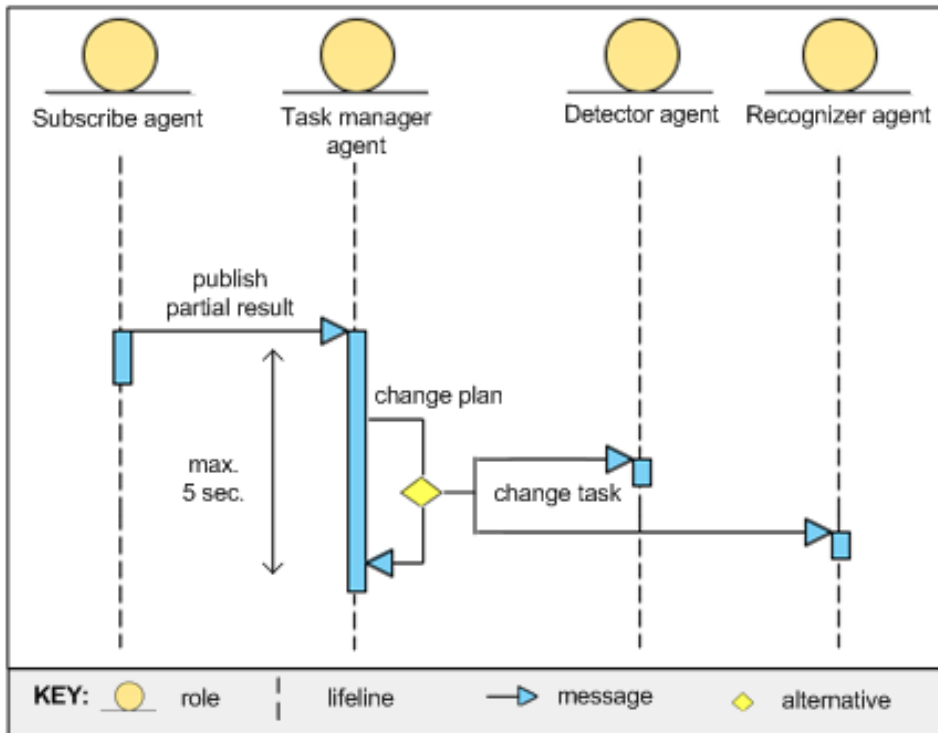 Subscribe agent
Task manager
agent
Detector agent
Recognizer agent
publish
partial result
change plan
max.
5 sec.
change task
KEY: role lifeline message alternative